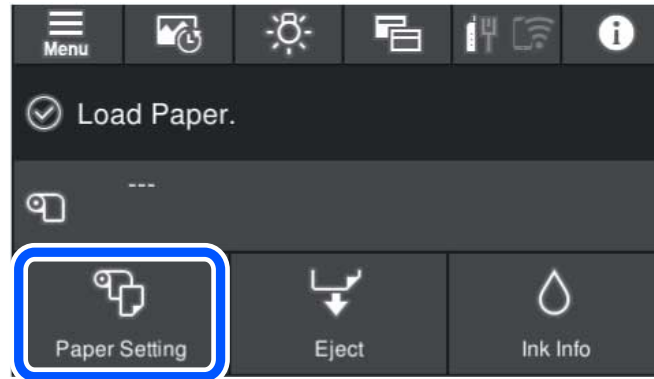 Menu
Load Paper.
---
Paper Setting
Eject
Ink Info